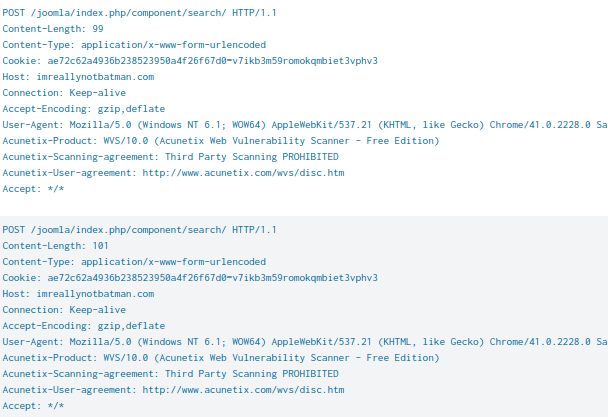 POST /joomla/index.php/component/search/ HTTP/1.1
Content-Length: 99
Content-Type: application/x-www-form-urlencoded
Cookie: ae72c62a4936b238523950a4f26f67d0=v7ikb3m59romokqmbiet3vphv3
Host: imreallynotbatman.com
Connection: Keep-alive
Accept-Encoding: gzip,deflate
User-Agent: Mozilla/5.0 (Windows NT 6.1; WOW64) AppleWebKit/537.21 (KHTML, like Gecko) Chrome/41.0.2228.0 Sa
Acunetix-Product: WVS/10.0 (Acunetix Web Vulnerability Scanner - Free Edition)
Acunetix-Scanning-agreement: Third Party Scanning PROHIBITED
Acunetix-User-agreement: http://www.acunetix.com/wvs/disc.htm
Accept: */*
POST /joomla/index.php/component/search/ HTTP/1.1
Content-Length: 101
Content-Type: application/x-www-form-urlencoded
Cookie: ae72c62a4936b238523950a4f26f67d0=v7ikb3m59romokqmbiet3vphv3
Host: imreallynotbatman.com
Connection: Keep-alive
Accept-Encoding: gzip,deflate
User-Agent: Mozilla/5.0 (Windows NT 6.1; WOW64) AppleWebKit/537.21 (KHTML, like Gecko) Chrome/41.0.2228.0 Sa
Acunetix-Product: WVS/10.0 (Acunetix Web Vulnerability Scanner - Free Edition)
Acunetix-Scanning-agreement: Third Party Scanning PROHIBITED
Acunetix-User-agreement: http://www.acunetix.com/wvs/disc.htm
Accept: */*